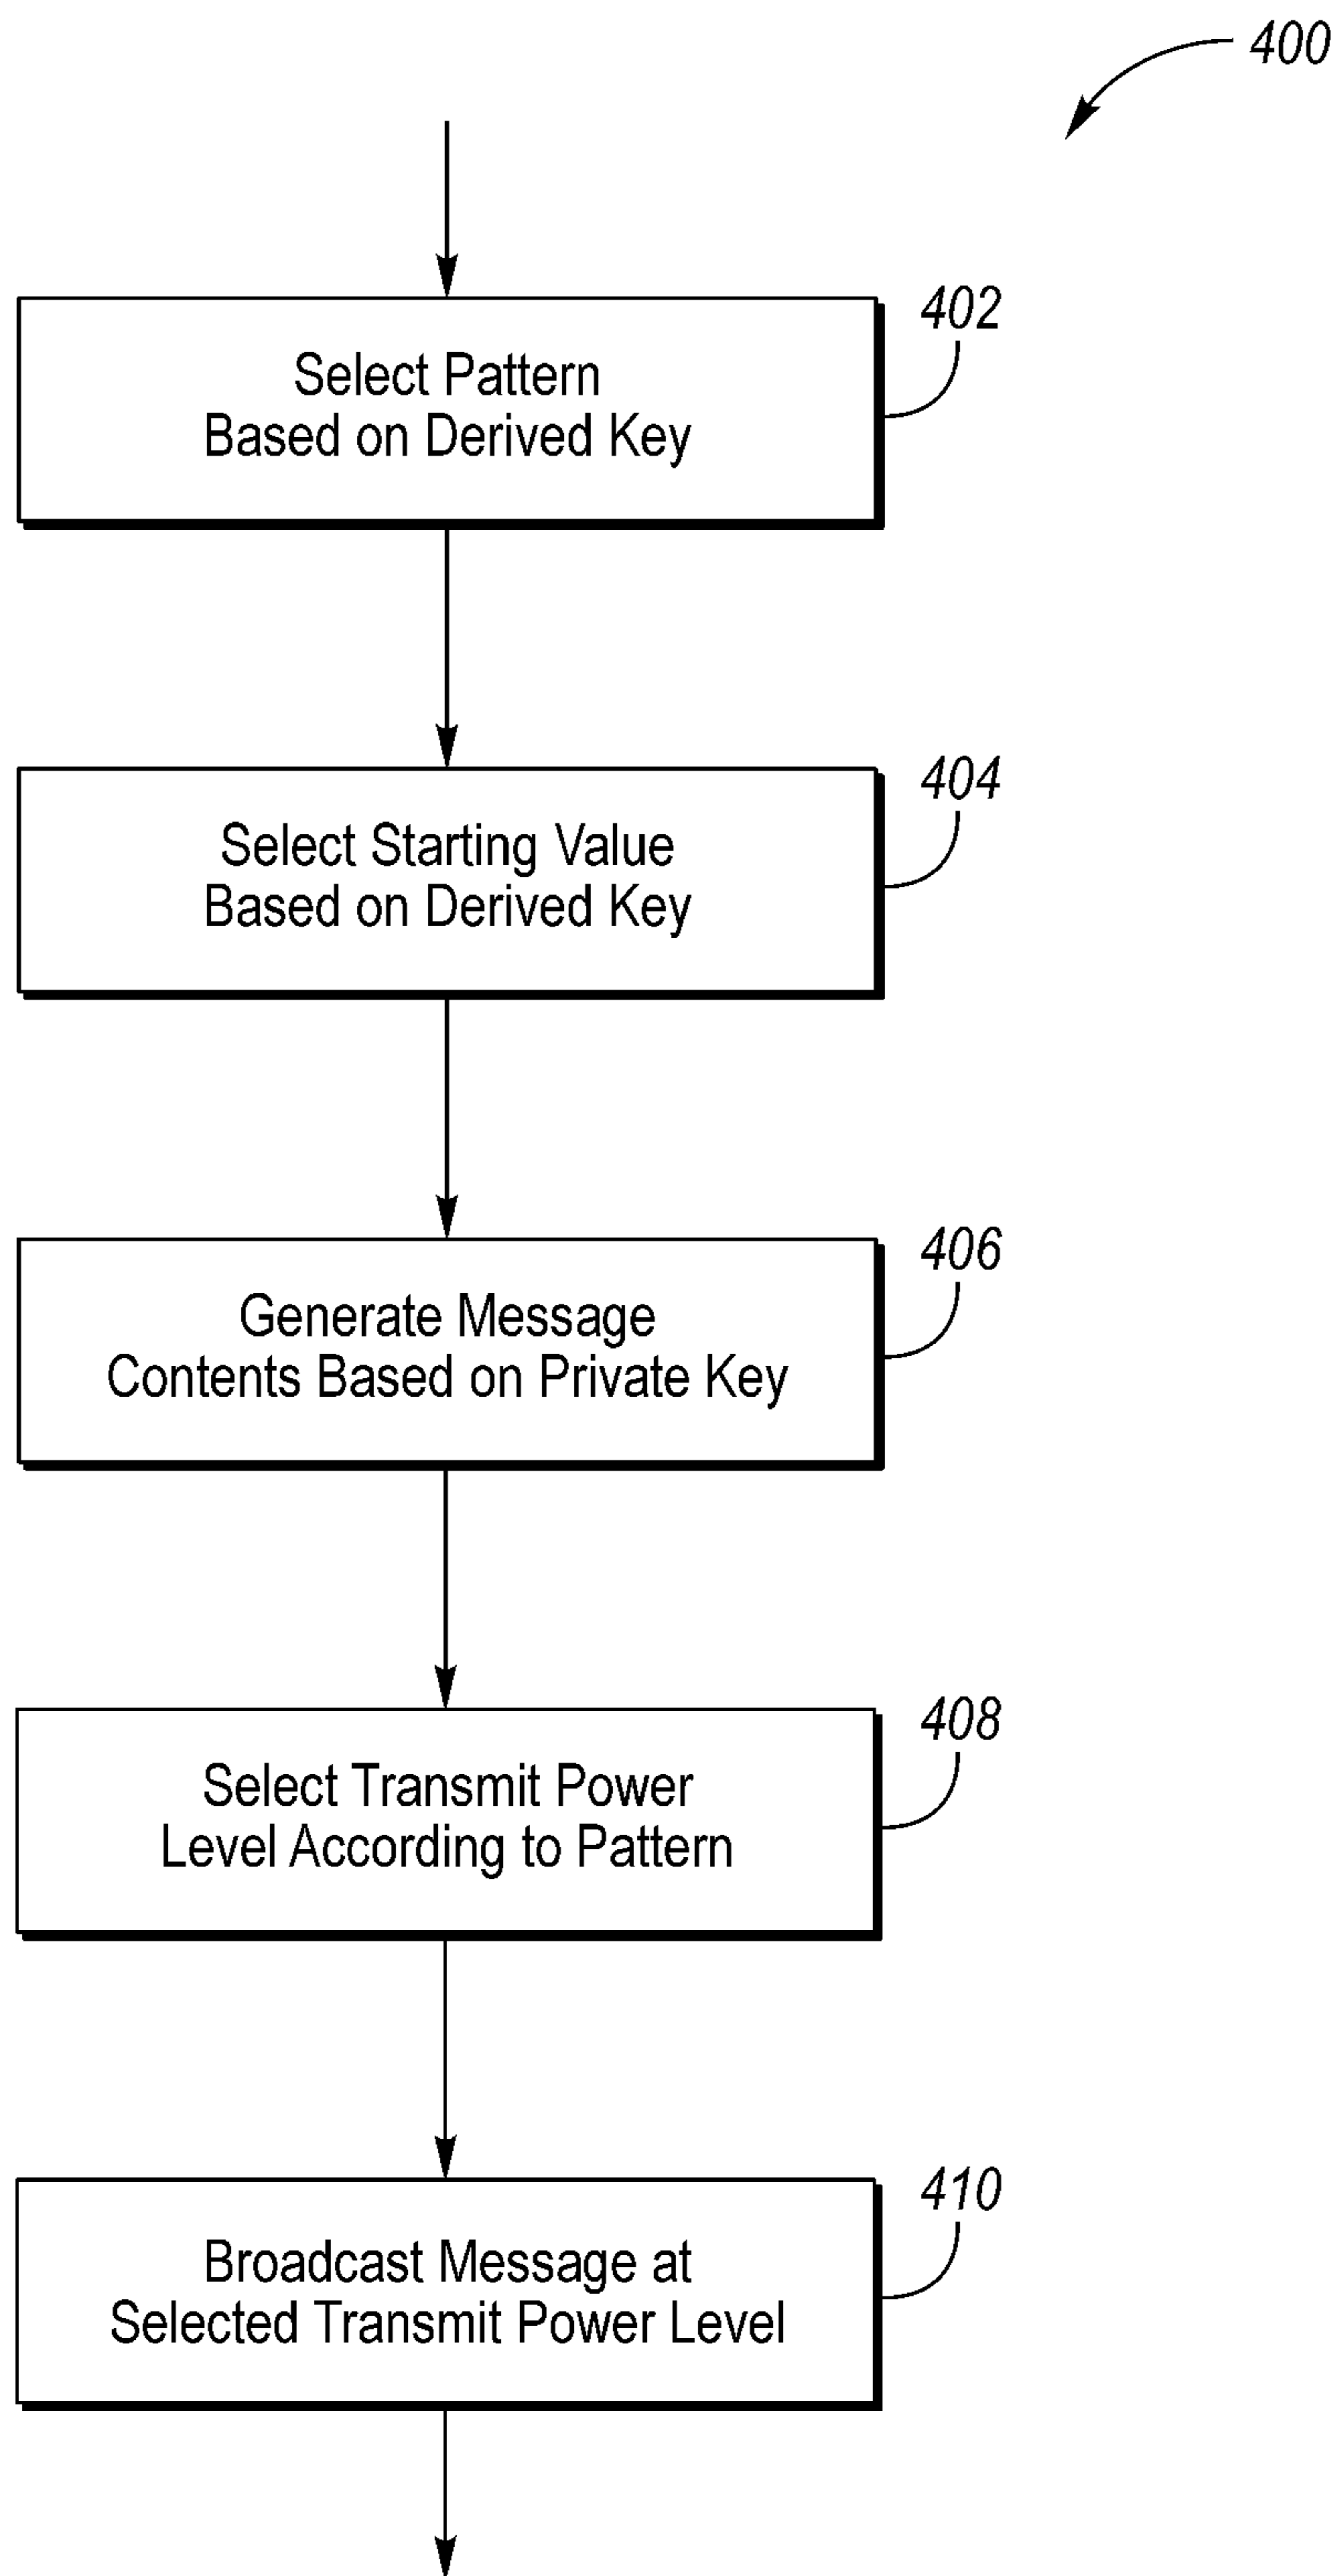 400
402
Select Pattern
Based on Derived Key
404
Select Starting Value
Based on Derived Key
406
Generate Message
Contents Based on Private Key
408
Select Transmit Power
Level According to Pattern
410
Broadcast Message at
Selected Transmit Power Level